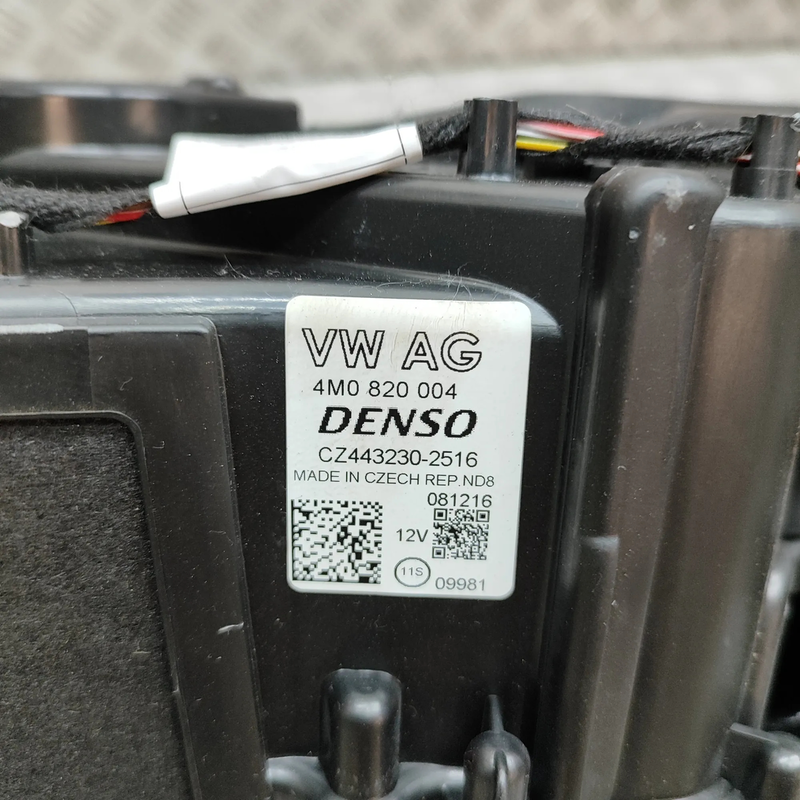 VW AG
4M0 820 004
DENSO
CZ443230-2516
MADE IN CZECH REP.ND8
081216
12V
11S
09981